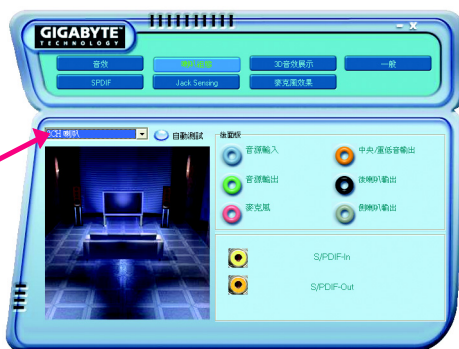 GIGABYTE
TECHNOLOGY
音效
喇叭組態
3D音效展示
一般
SPDIF
Jack Sensing
麥克風效果
2CH 喇叭
自動測試
後面板
音源輸入
中央/重低音輸出
音源輸出
後喇叭輸出
麥克風
側喇叭輸出
S/PDIF-In
S/PDIF-Out